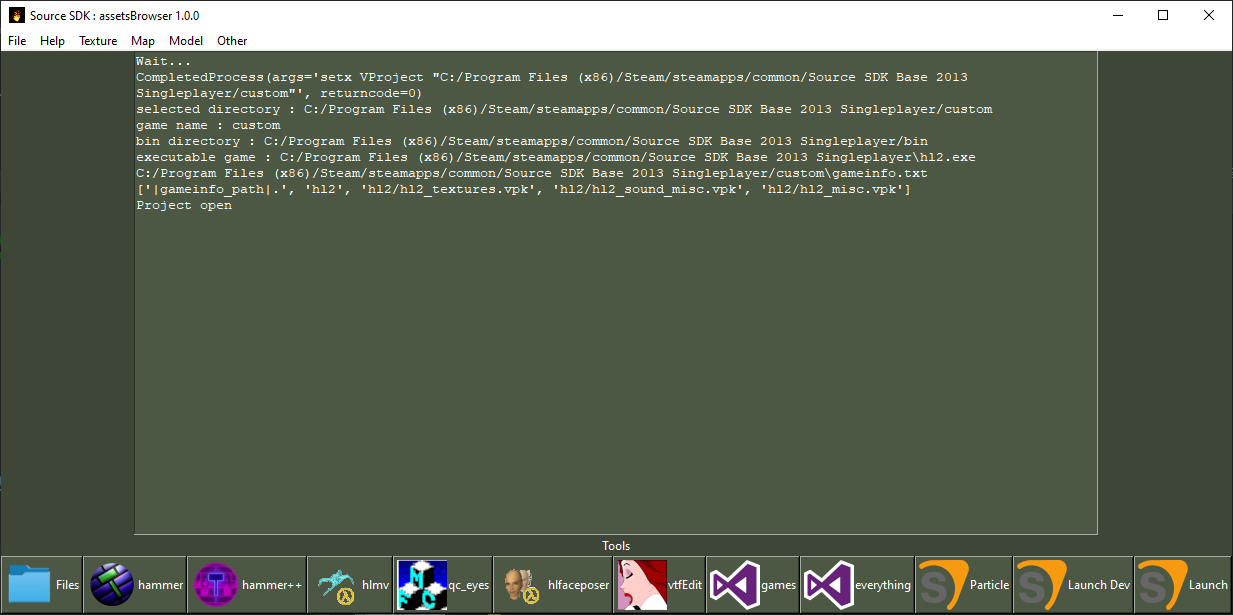 Source SDK : assetsBrowser 1.0.0
File Help Texture Map Model Other
Wait...
CompletedProcess(args='setx VProject "C:/Program Files (x86)/Steam/steamapps/common/Source SDK Base 2013
Singleplayer/custom"', returncode=0)
selected directory : C:/Program Files (x86)/Steam/steamapps/common/Source SDK Base 2013 Singleplayer/custom
game name : custom
bin directory : C:/Program Files (x86)/Steam/steamapps/common/Source SDK Base 2013 Singleplayer/bin
executable game : C:/Program Files (x86)/Steam/steamapps/common/Source SDK Base 2013 Singleplayer\hl2.exe
C:/Program Files (x86)/Steam/steamapps/common/Source SDK Base 2013 Singleplayer/custom\gameinfo.txt
['|gameinfo_path|.', 'hl2', 'hl2/hl2_textures.vpk', 'hl2/hl2_sound_misc.vpk', 'hl2/hl2_misc.vpk']
Project open
Tools
Files hammer hammer++ hlmv qc_eyes hlfaceposer vtfEdit games everything Particle Launch Dev Launch